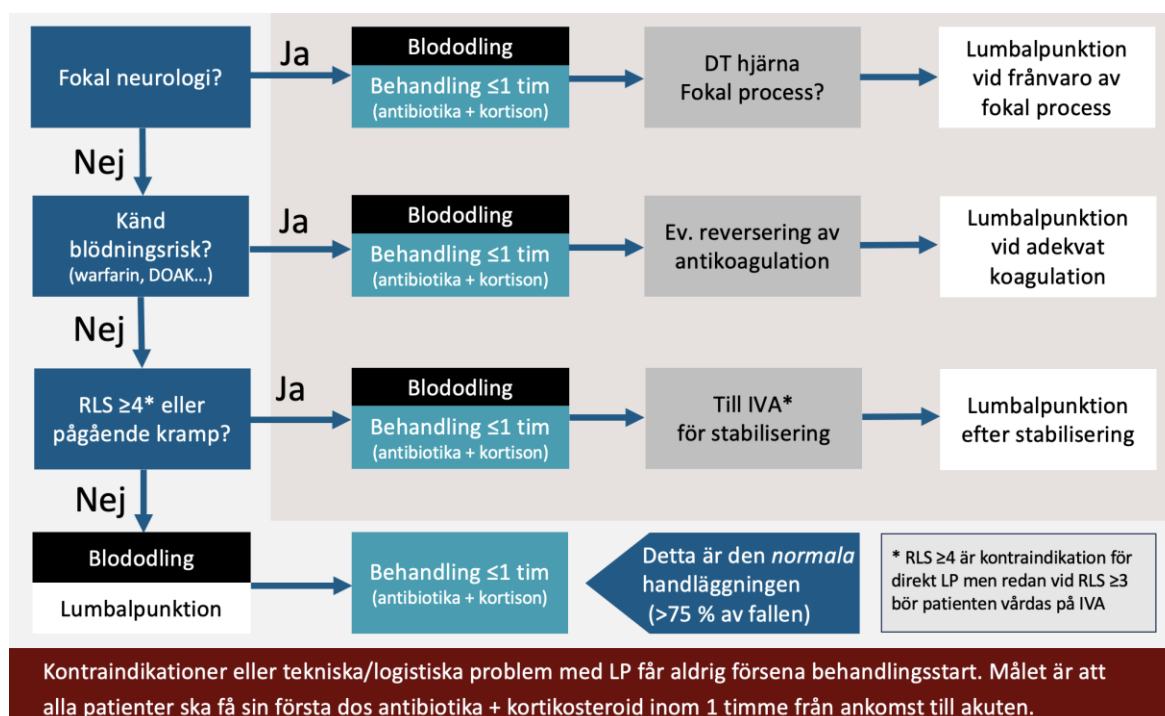 Fokal neurologi?
Ja
Blododling
Behandling ≤1 tim
(antibiotika + kortison)
DT hjärna
Fokal process?
Lumbalpunktion
vid frånvaro av
fokal process
Nej
Känd
blödningsrisk?
(warfarin, DOAK...)
Ja
Blododling
Behandling ≤1 tim
(antibiotika + kortison)
Ev. reversering av
antikoagulation
Lumbalpunktion
vid adekvat
koagulation
Nej
RLS ≥4* eller
pågående kramp?
Ja
Blododling
Behandling ≤1 tim
(antibiotika + kortison)
Till IVA*
för stabilisering
Lumbalpunktion
efter stabilisering
Nej
Blododling
Lumbalpunktion
Behandling ≤1 tim
(antibiotika + kortison)
Detta är den normala
handläggningen
(>75 % av fallen)
* RLS ≥4 är kontraindikation för
direkt LP men redan vid RLS ≥3
bör patienten vårdas på IVA
Kontraindikationer eller tekniska/logistiska problem med LP får aldrig försena behandlingsstart. Målet är att
alla patienter ska få sin första dos antibiotika + kortikosteroid inom 1 timme från ankomst till akuten.